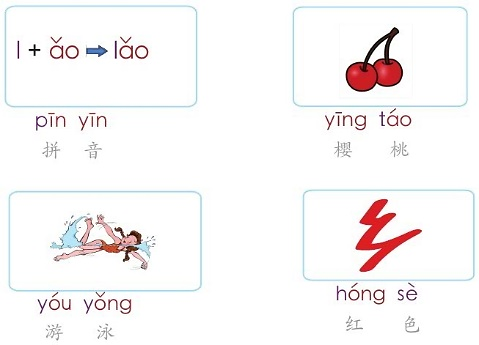 l + ǎo lǎo
pīn yīn
拼 音
yīng táo
樱 桃
yóu yǒng
游 泳
hóng sè
红 色